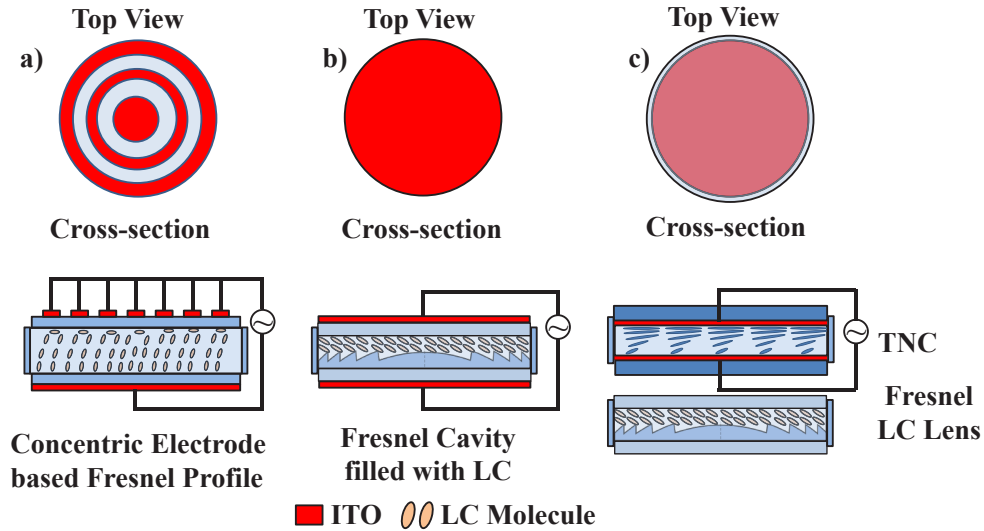 Top View
Top View
Top View
a)
b)
c)
Cross-section
Cross-section
Cross-section
TNC
Fresnel
LC Lens
Concentric Electrode
based Fresnel Profile
Fresnel Cavity
filled with LC
ITO
LC Molecule